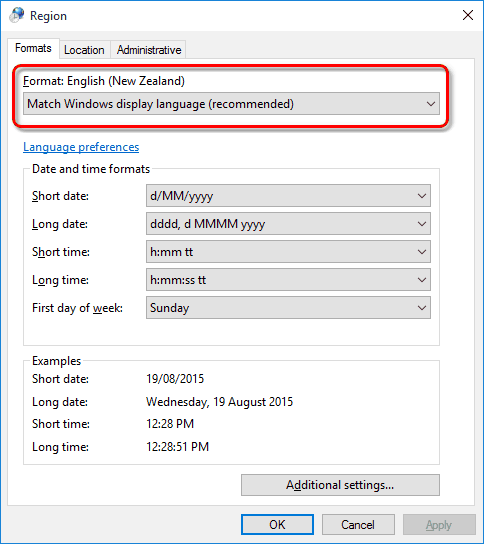 Region
Formats Location Administrative
Format: English (New Zealand)
Match Windows display language (recommended)
Language preferences
Date and time formats
Short date: d/MM/yyyy
Long date: dddd, d MMMM yyyy
Short time: h:mm tt
Long time: h:mm:ss tt
First day of week: Sunday
Examples
Short date: 19/08/2015
Long date: Wednesday, 19 August 2015
Short time: 12:28 PM
Long time: 12:28:51 PM
Additional settings...
OK Cancel Apply